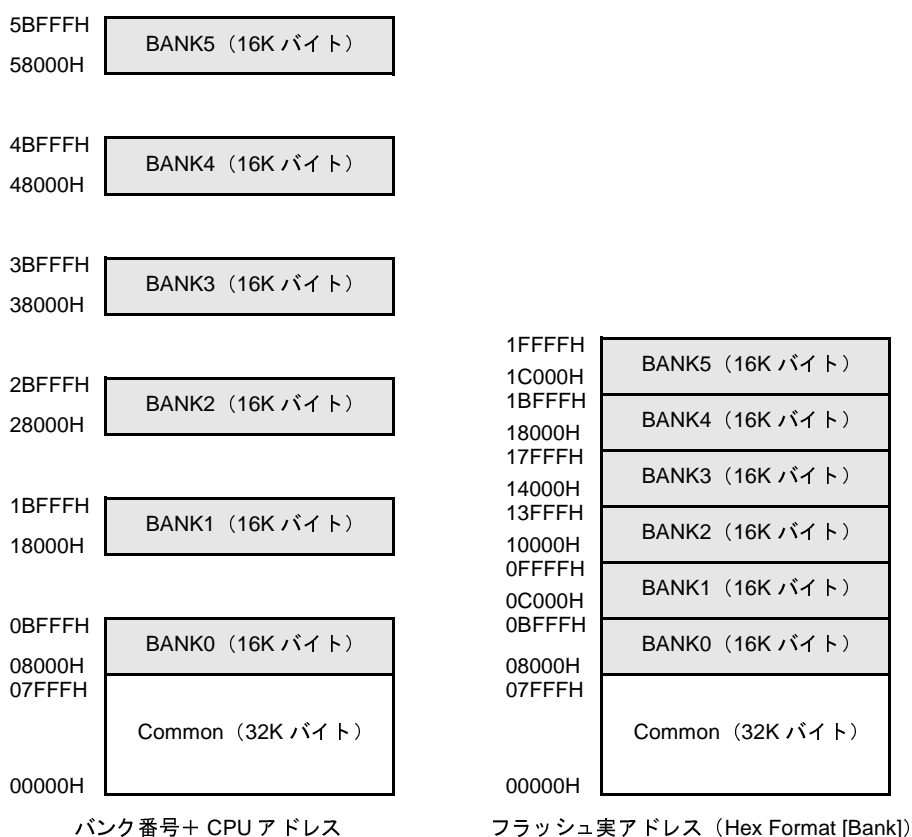 5BFFFH
BANK5（16K バイト）
58000H
4BFFFH
BANK4（16K バイト）
48000H
3BFFFH
BANK3（16K バイト）
38000H
2BFFFH
BANK2（16K バイト）
28000H
1BFFFH
BANK1（16K バイト）
18000H
0BFFFH
BANK0（16K バイト）
08000H
07FFFH
Common（32K バイト）
00000H
バンク番号＋ CPU アドレス
1FFFFH
BANK5（16K バイト）
1C000H
1BFFFH
BANK4（16K バイト）
18000H
17FFFH
BANK3（16K バイト）
14000H
13FFFH
BANK2（16K バイト）
10000H
0FFFFH
BANK1（16K バイト）
0C000H
0BFFFH
BANK0（16K バイト）
08000H
07FFFH
Common（32K バイト）
00000H
フラッシュ実アドレス（Hex Format [Bank]）